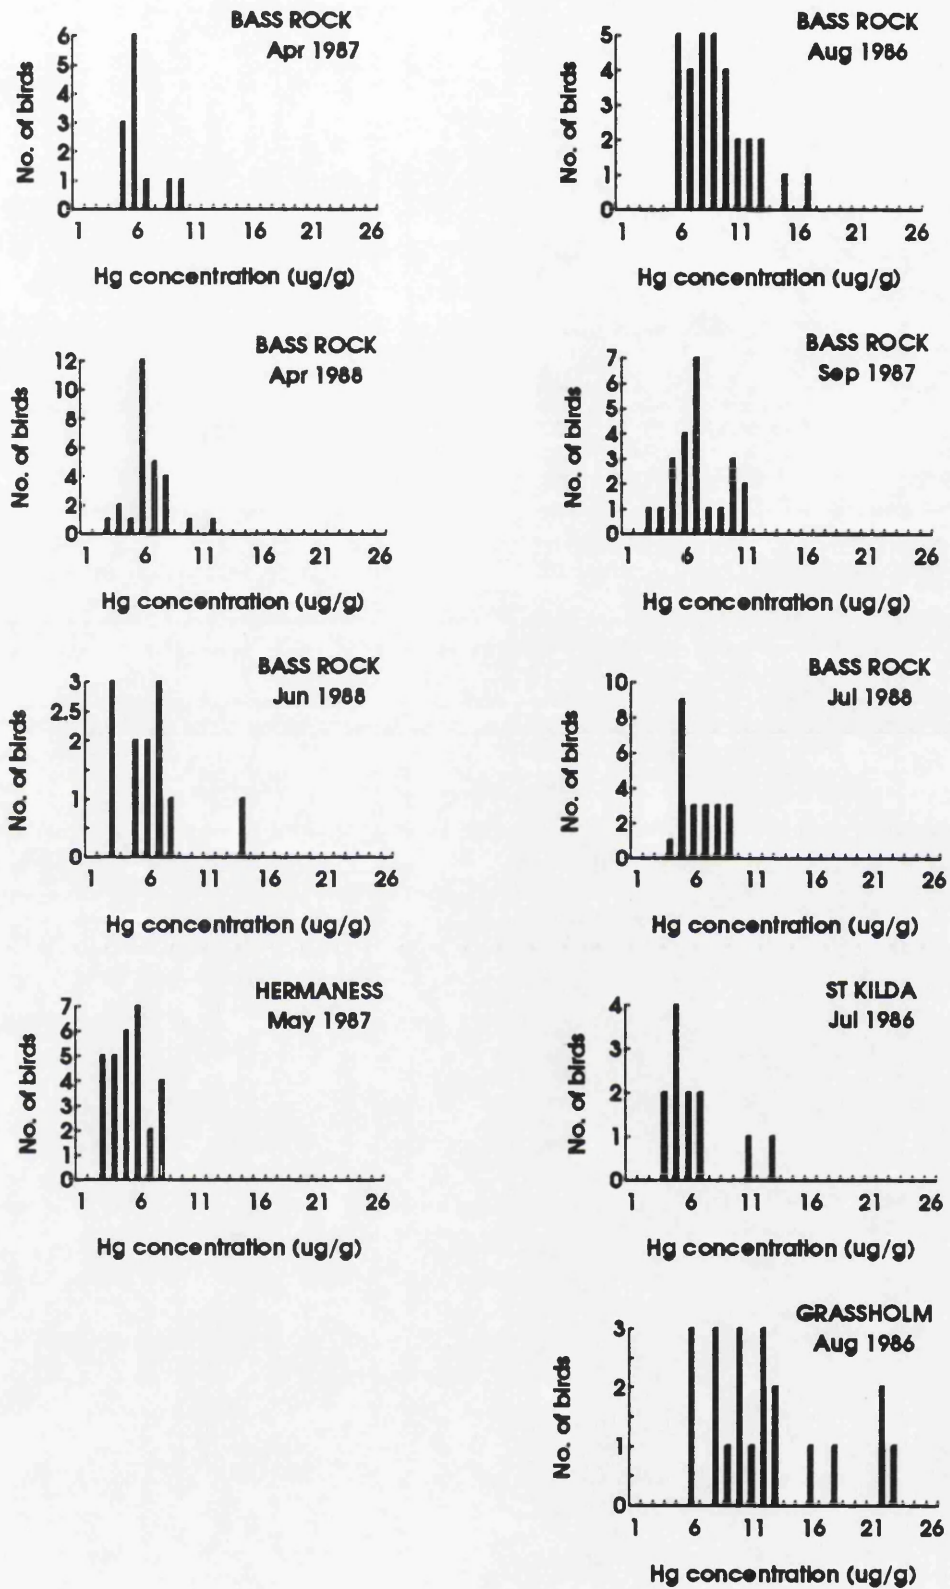 BASS ROCK
Apr 1987
No. of birds
6
5
4
3
2
1
0
1 6 11 16 21 26
Hg concentration (ug/g)
BASS ROCK
Aug 1986
No. of birds
5
4
3
2
1
0
1 6 11 16 21 26
Hg concentration (ug/g)
BASS ROCK
Apr 1988
No. of birds
12
10
8
6
4
2
0
1 6 11 16 21 26
Hg concentration (ug/g)
BASS ROCK
Sep 1987
No. of birds
7
6
5
4
3
2
1
0
1 6 11 16 21 26
Hg concentration (ug/g)
BASS ROCK
Jun 1988
No. of birds
3
2.5
2
1
0
1 6 11 16 21 26
Hg concentration (ug/g)
BASS ROCK
Jul 1988
No. of birds
10
8
6
4
2
0
1 6 11 16 21 26
Hg concentration (ug/g)
HERMANESS
May 1987
No. of birds
7
6
5
4
3
2
1
0
1 6 11 16 21 26
Hg concentration (ug/g)
ST KILDA
Jul 1986
No. of birds
4
3
2
1
0
1 6 11 16 21 26
Hg concentration (ug/g)
GRASSHOLM
Aug 1986
No. of birds
3
2
1
0
1 6 11 16 21 26
Hg concentration (ug/g)